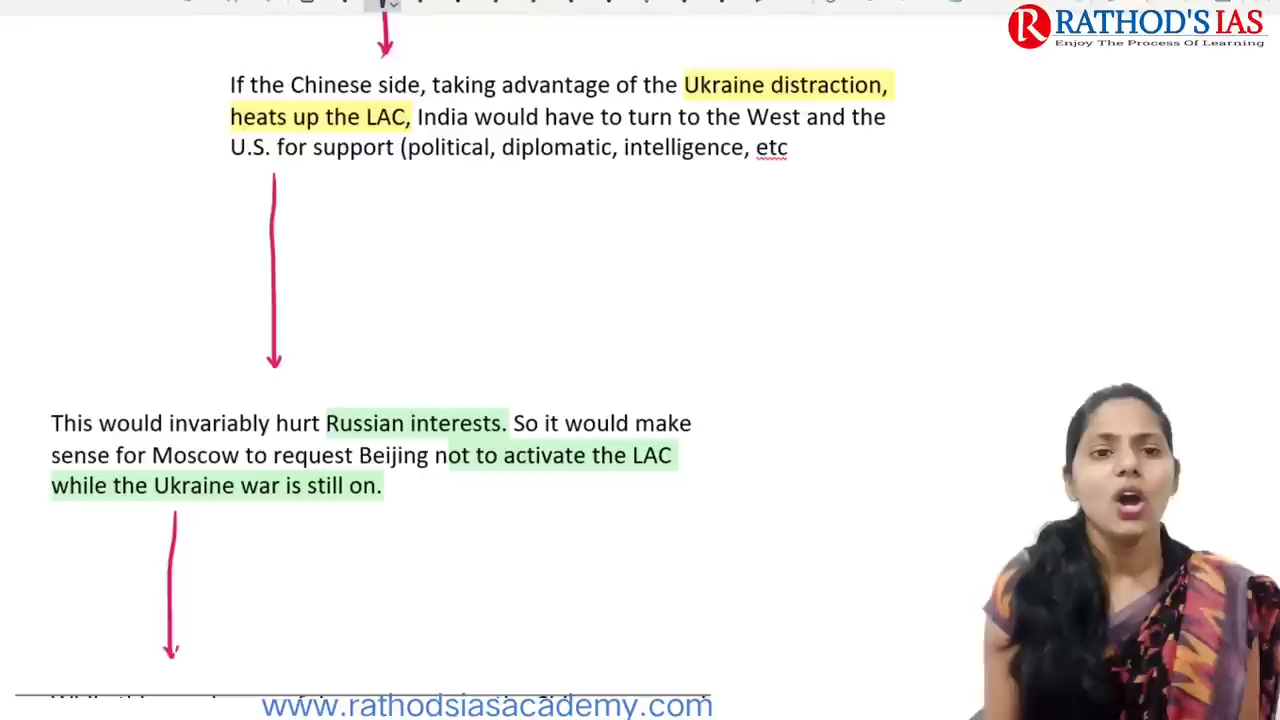 RATHOD'S IAS
Enjoy The Process Of Learning
If the Chinese side, taking advantage of the Ukraine distraction,
heats up the LAC, India would have to turn to the West and the
U.S. for support (political, diplomatic, intelligence, etc
This would invariably hurt Russian interests. So it would make
sense for Moscow to request Beijing not to activate the LAC
while the Ukraine war is still on.
www.rathodsiasacademy.com